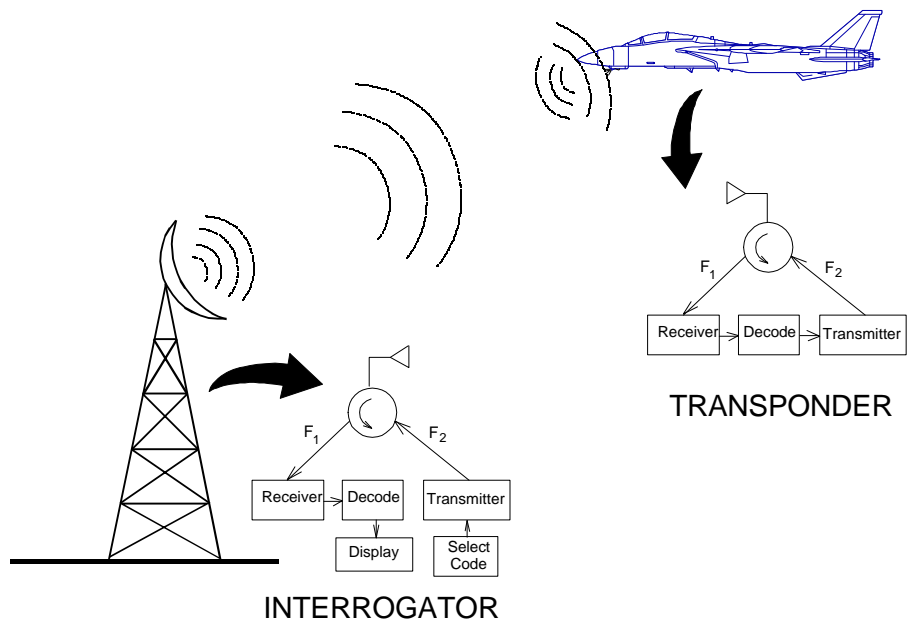 F1
F2
Receiver
Decode
Transmitter
TRANSPONDER
F1
F2
Receiver
Decode
Transmitter
Display
Select
Code
INTERROGATOR